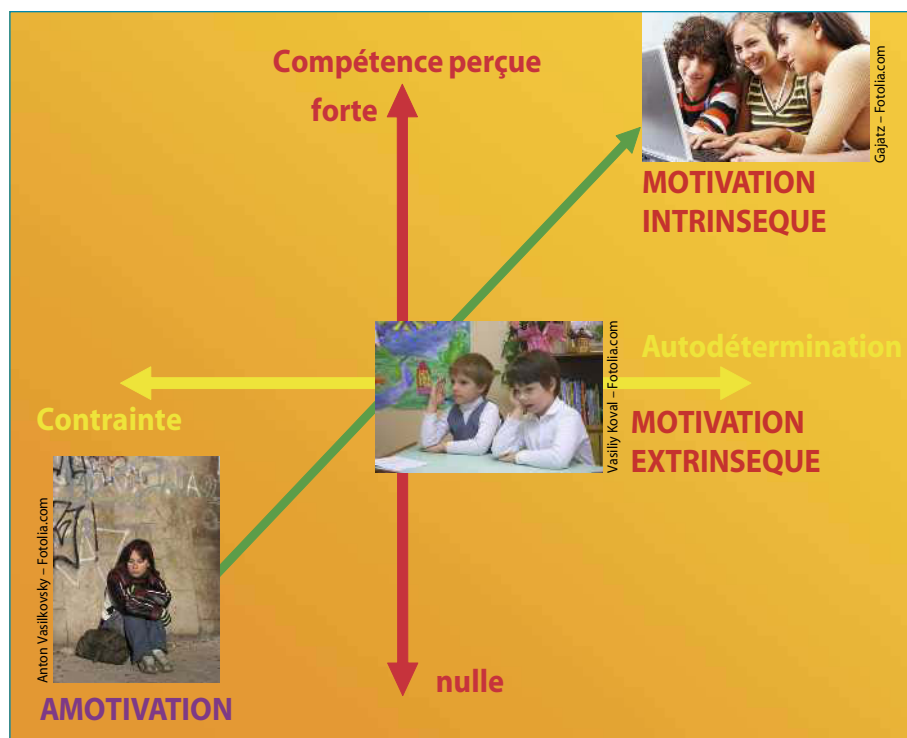 Compétence perçue
forte
Gajatz – Fotolia.com
MOTIVATION
INTRINSEQUE
Autodétermination
Vasiliy Koval – Fotolia.com
Contrainte
MOTIVATION
EXTRINSEQUE
Anton Vasilkovsky – Fotolia.com
nulle
AMOTIVATION